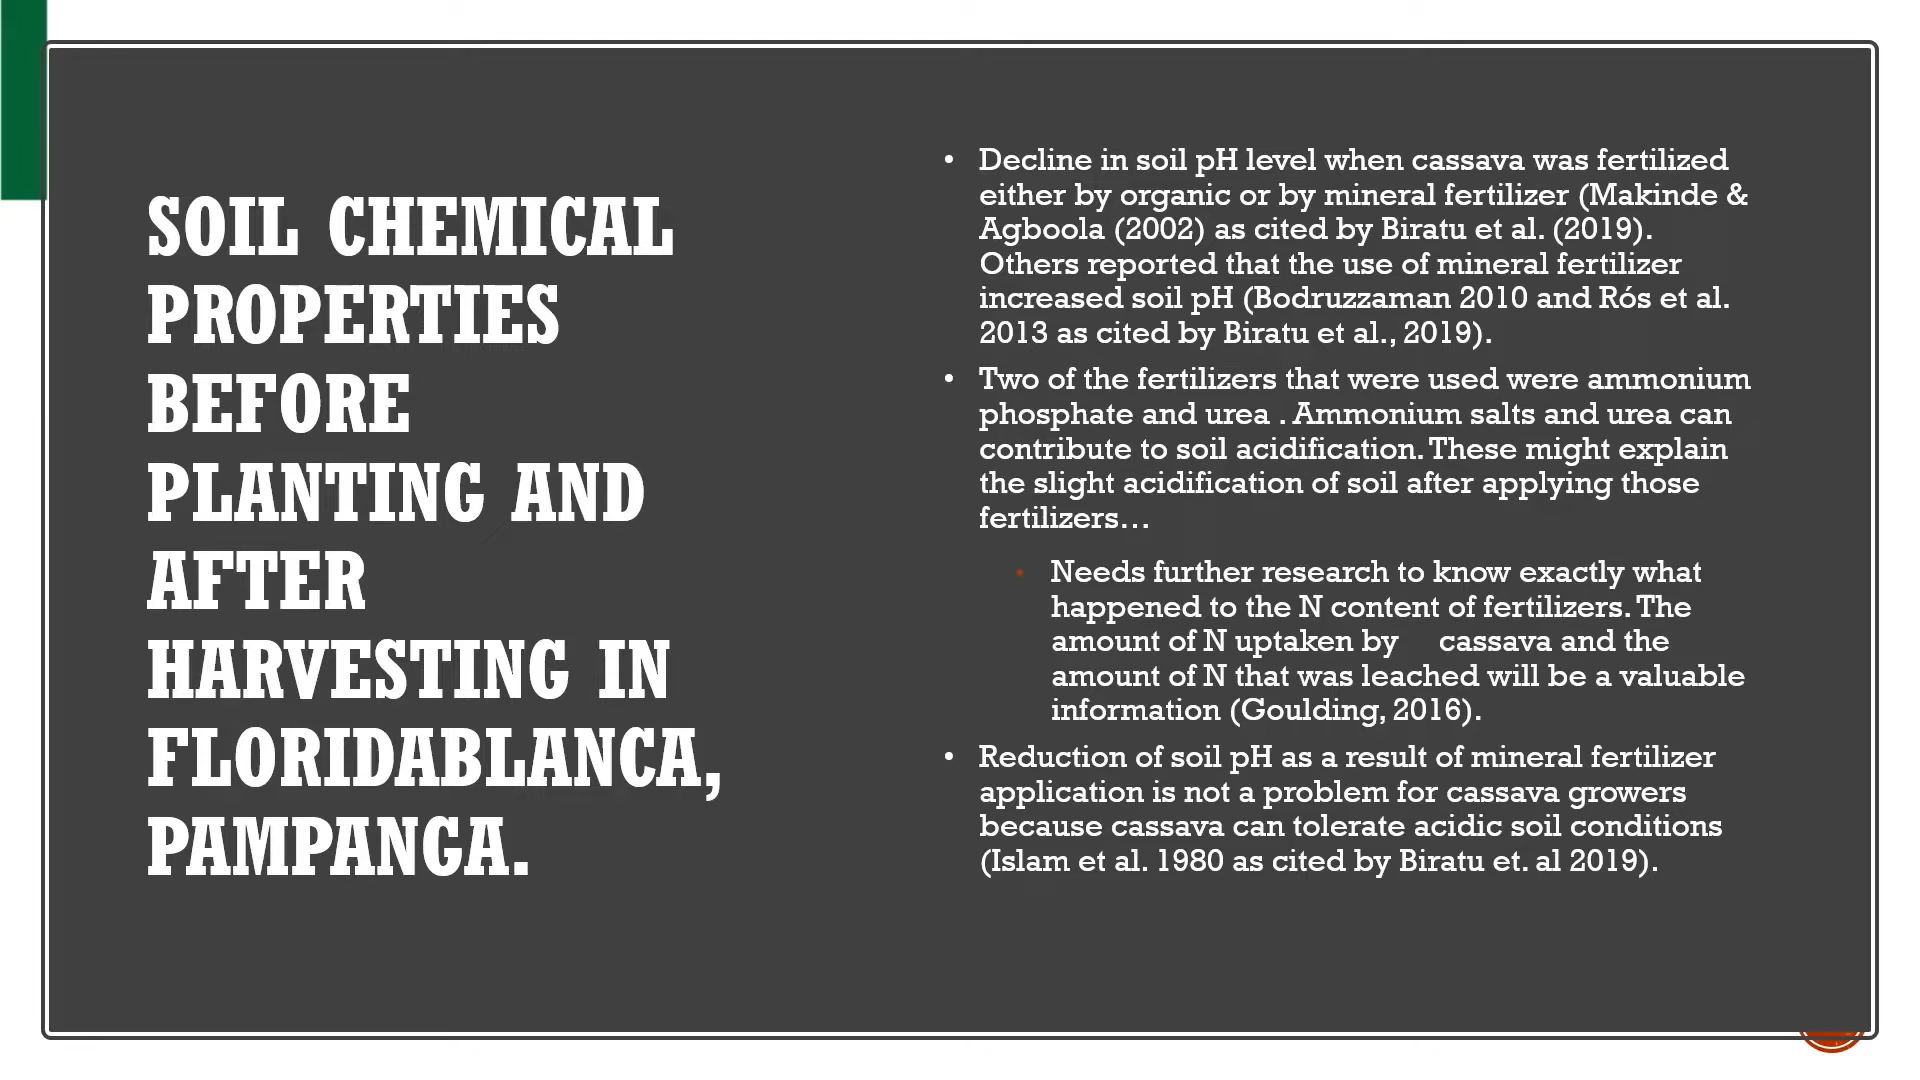 SOIL CHEMICAL
PROPERTIES
BEFORE
PLANTING AND
AFTER
HARVESTING IN
FLORIDABLANCA,
PAMPANGA.
• Decline in soil pH level when cassava was fertilized
either by organic or by mineral fertilizer (Makinde &
Agboola (2002) as cited by Biratu et al. (2019).
Others reported that the use of mineral fertilizer
increased soil pH (Bodruzzaman 2010 and Rós et al.
2013 as cited by Biratu et al., 2019).
• Two of the fertilizers that were used were ammonium
phosphate and urea . Ammonium salts and urea can
contribute to soil acidification. These might explain
the slight acidification of soil after applying those
fertilizers…
• Needs further research to know exactly what
happened to the N content of fertilizers. The
amount of N uptaken by cassava and the
amount of N that was leached will be a valuable
information (Goulding, 2016).
• Reduction of soil pH as a result of mineral fertilizer
application is not a problem for cassava growers
because cassava can tolerate acidic soil conditions
(Islam et al. 1980 as cited by Biratu et. al 2019).